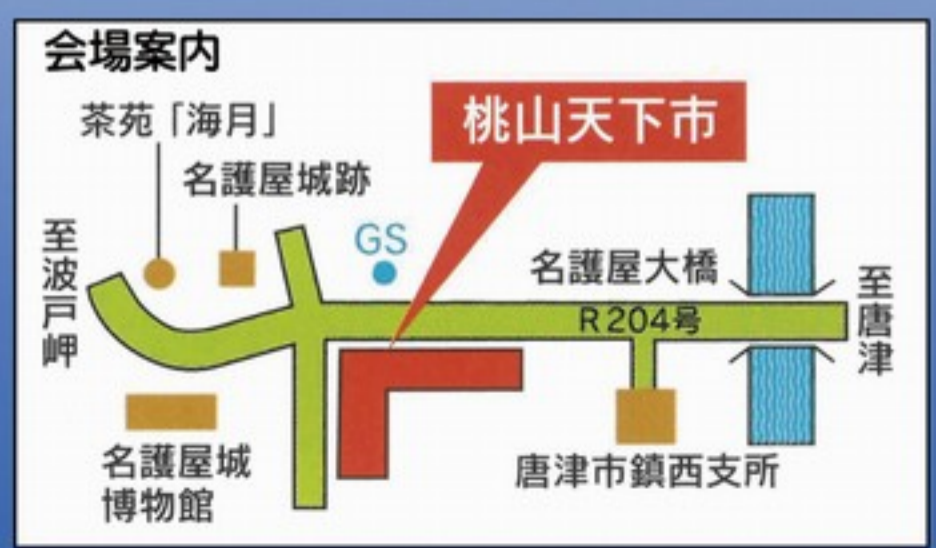 会場案内
茶苑「海月」
桃山天下市
名護屋城跡
至波戸岬
GS
名護屋大橋
至唐津
R204号
名護屋城
博物館
唐津市鎮西支所